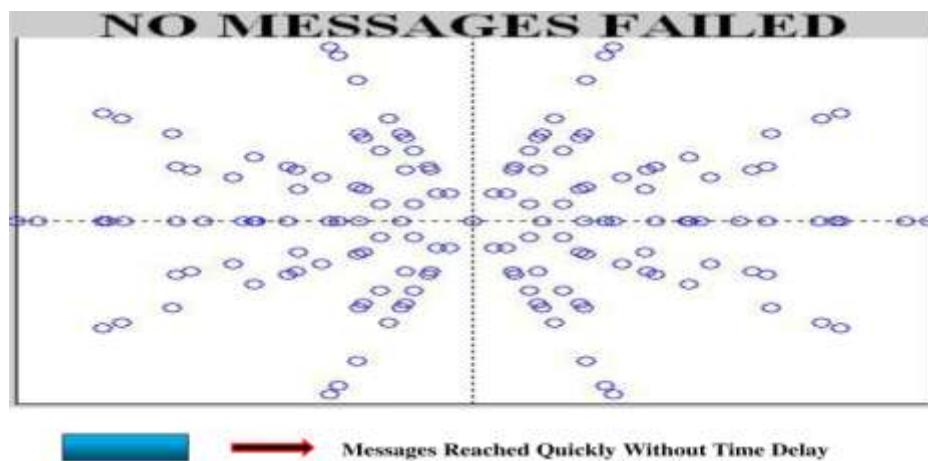 NO MESSAGES FAILED
Messages Reached Quickly Without Time Delay